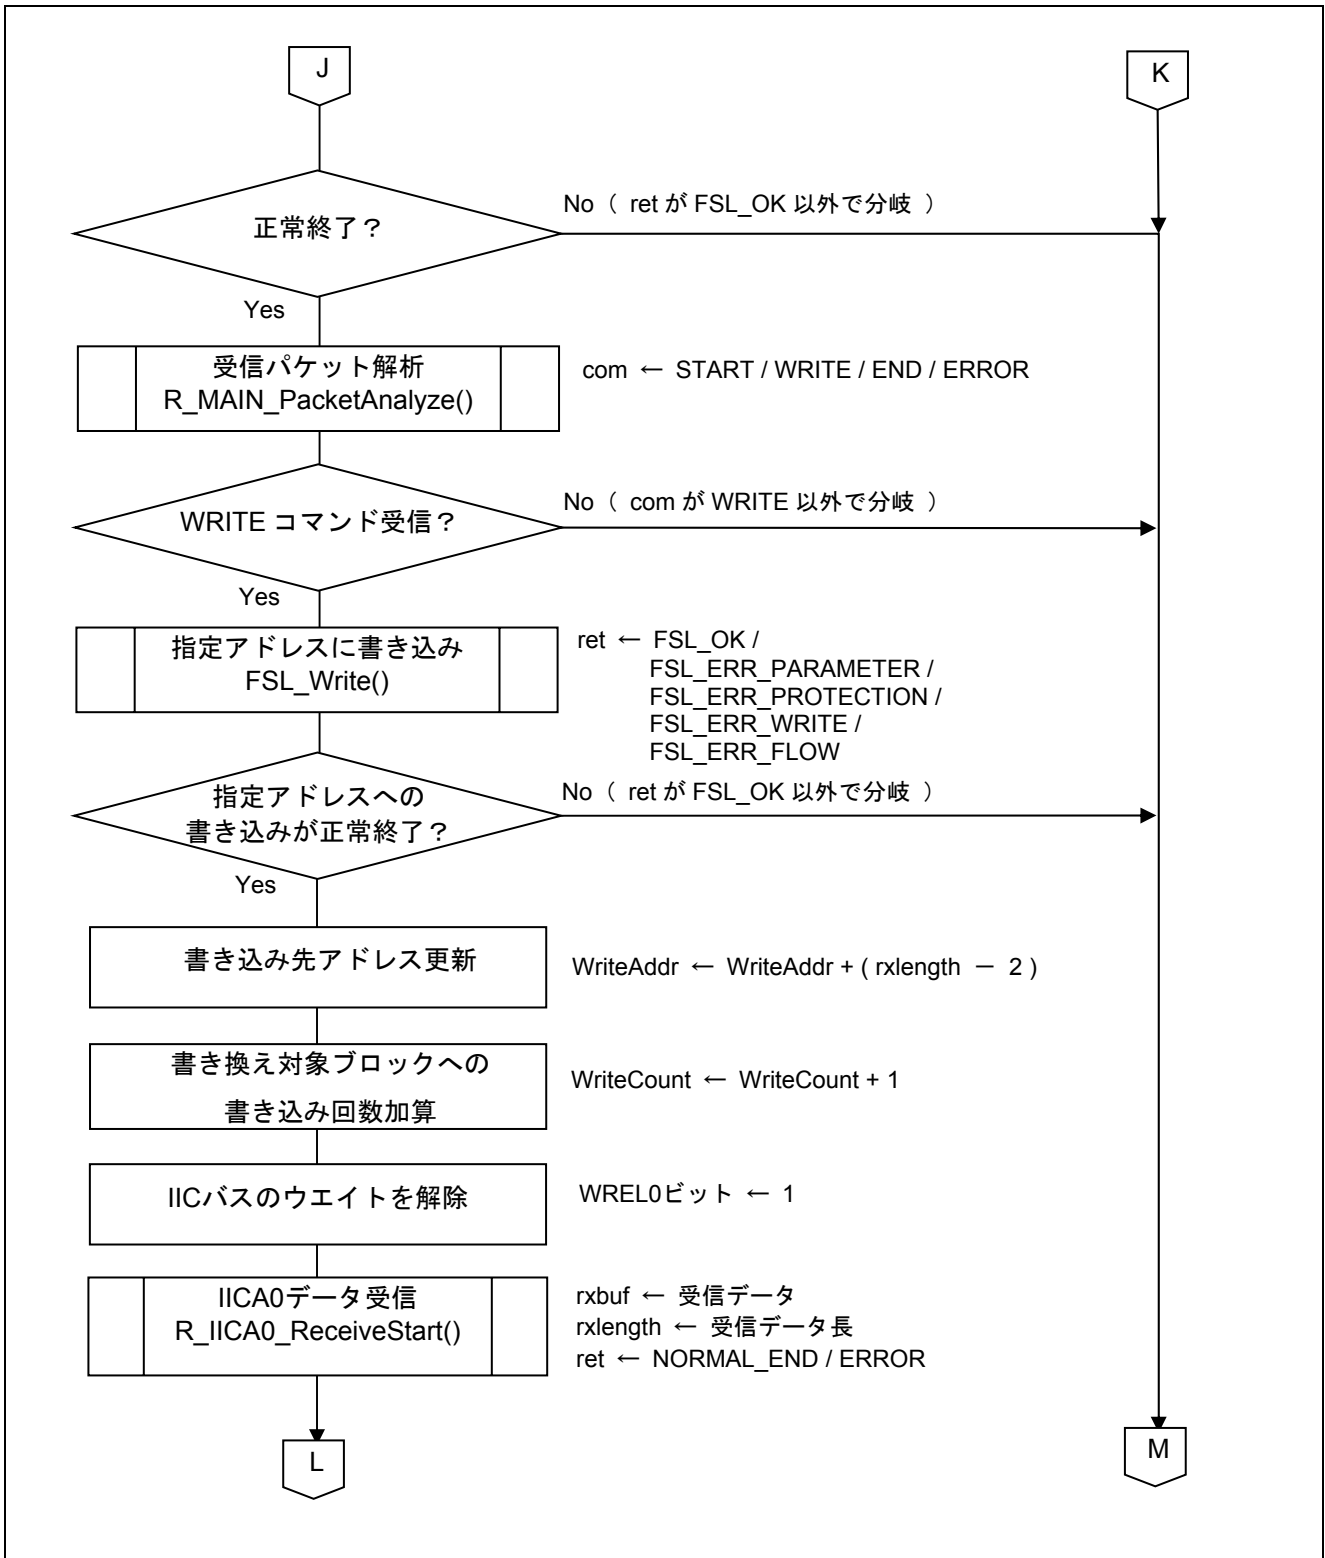 J
K
正常終了？
No（ ret が FSL_OK 以外で分岐 ）
Yes
受信パケット解析
R_MAIN_PacketAnalyze()
com ← START / WRITE / END / ERROR
WRITE コマンド受信？
No（ com が WRITE 以外で分岐 ）
Yes
指定アドレスに書き込み
FSL_Write()
ret ← FSL_OK /
FSL_ERR_PARAMETER /
FSL_ERR_PROTECTION /
FSL_ERR_WRITE /
FSL_ERR_FLOW
指定アドレスへの
書き込みが正常終了？
No（ ret が FSL_OK 以外で分岐 ）
Yes
書き込み先アドレス更新
WriteAddr ← WriteAddr + ( rxlength － 2 )
書き換え対象ブロックへの
書き込み回数加算
WriteCount ← WriteCount + 1
IICバスのウエイトを解除
WREL0ビット ← 1
IICA0データ受信
R_IICA0_ReceiveStart()
rxbuf ← 受信データ
rxlength ← 受信データ長
ret ← NORMAL_END / ERROR
L
M